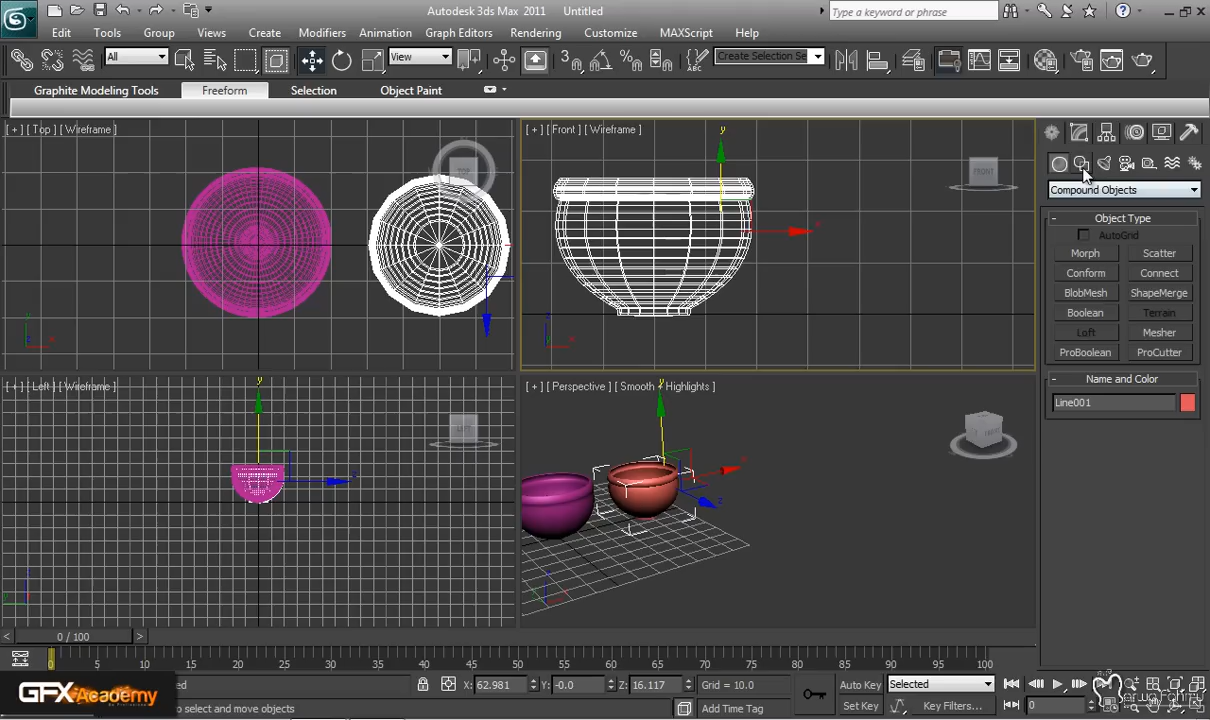 Autodesk 3ds Max 2011 Untitled
Type a keyword or phrase
Edit Tools Group Views Create Modifiers Animation Graph Editors Rendering Customize MAXScript Help
All View Create Selection Se
Graphite Modeling Tools Freeform Selection Object Paint
[ + ] [ Top ] [ Wireframe ]
TOP
[ + ] [ Front ] [ Wireframe ]
FRONT
[ + ] [ Left ] [ Wireframe ]
LEFT
[ + ] [ Perspective ] [ Smooth + Highlights ]
Compound Objects
Object Type
AutoGrid
Morph Scatter
Conform Connect
BlobMesh ShapeMerge
Boolean Terrain
Loft Mesher
ProBoolean ProCutter
Name and Color
Line001
0 / 100
0 5 10 15 20 25 30 35 40 45 50 55 60 65 70 75 80 85 90 95 100
X: 62.981 Y: -0.0 Z: 16.117 Grid = 10.0 Auto Key Selected
to select and move objects Add Time Tag Set Key Key Filters... 0
GFX Academy